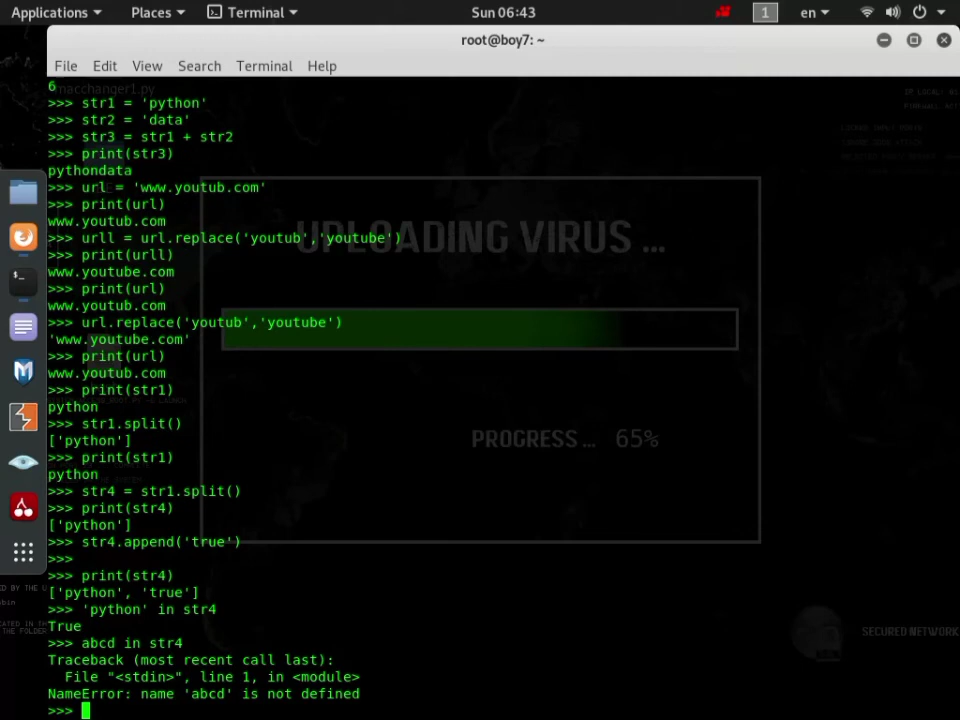 Applications Places Terminal Sun 06:43 1 en
root@boy7: ~
File Edit View Search Terminal Help
6
macchanger1.py
>>> str1 = 'python'
>>> str2 = 'data'
>>> str3 = str1 + str2
>>> print(str3)
pythondata
>>> url = 'www.youtub.com'
>>> print(url)
www.youtub.com
>>> urll = url.replace('youtub','youtube')
UPLOADING VIRUS ...
>>> print(urll)
www.youtube.com
>>> print(url)
www.youtub.com
>>> url.replace('youtub','youtube')
'www.youtube.com'
>>> print(url)
www.youtub.com
>>> print(str1)
python
>>> str1.split()
['python']
PROGRESS ... 65%
>>> print(str1)
python
>>> str4 = str1.split()
>>> print(str4)
['python']
>>> str4.append('true')
>>>
>>> print(str4)
['python', 'true']
>>> 'python' in str4
True
SECURED NETWORK
>>> abcd in str4
Traceback (most recent call last):
  File "<stdin>", line 1, in <module>
NameError: name 'abcd' is not defined
>>>